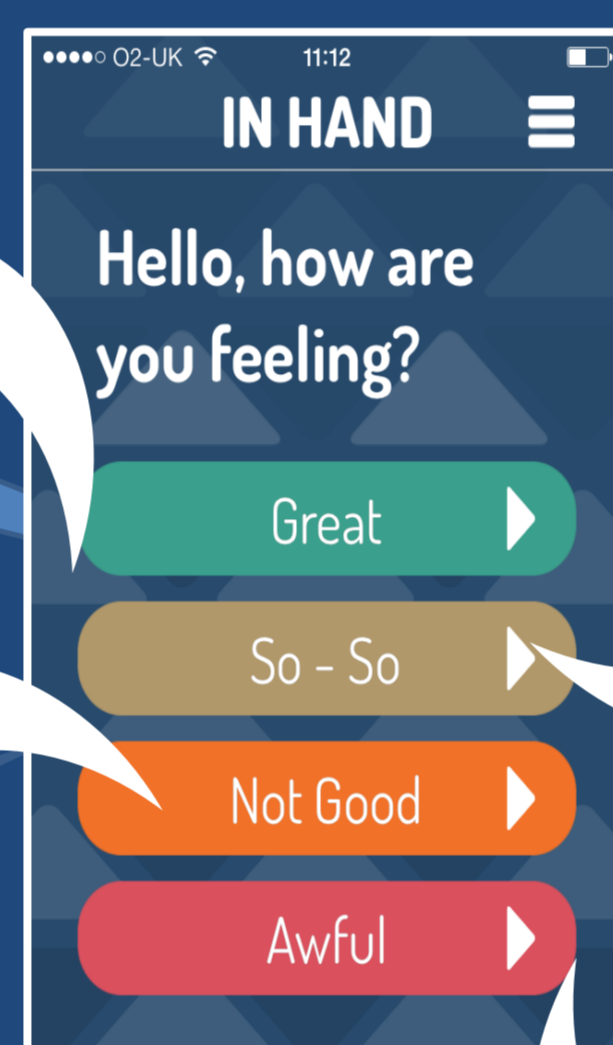 O2-UK 11:12
IN HAND
Hello, how are
you feeling?
Great
So - So
Not Good
Awful